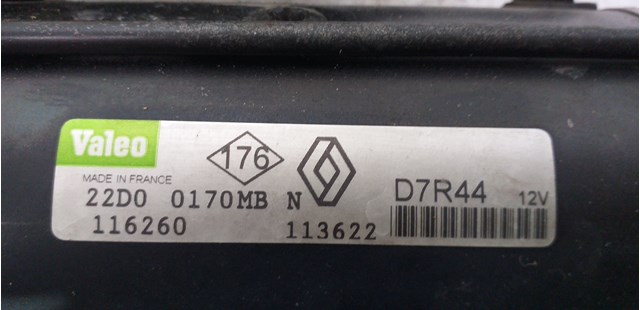 Valeo
176
MADE IN FRANCE
D7R44 12V
22D0 0170MB N
116260 113622